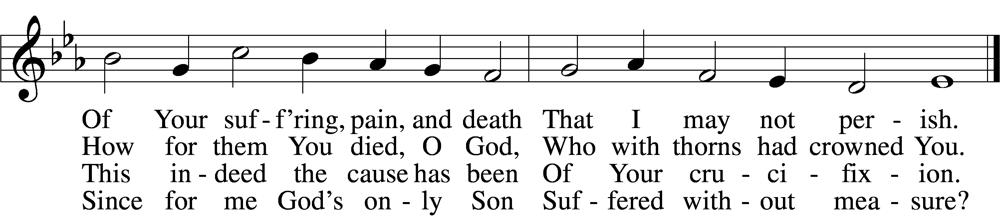 Of Your suf - f'ring, pain, and death That I may not per - ish.
How for them You died, O God, Who with thorns had crowned You.
This in - deed the cause has been Of Your cru - ci - fix - ion.
Since for me God's on - ly Son Suf - fered with - out mea - sure?